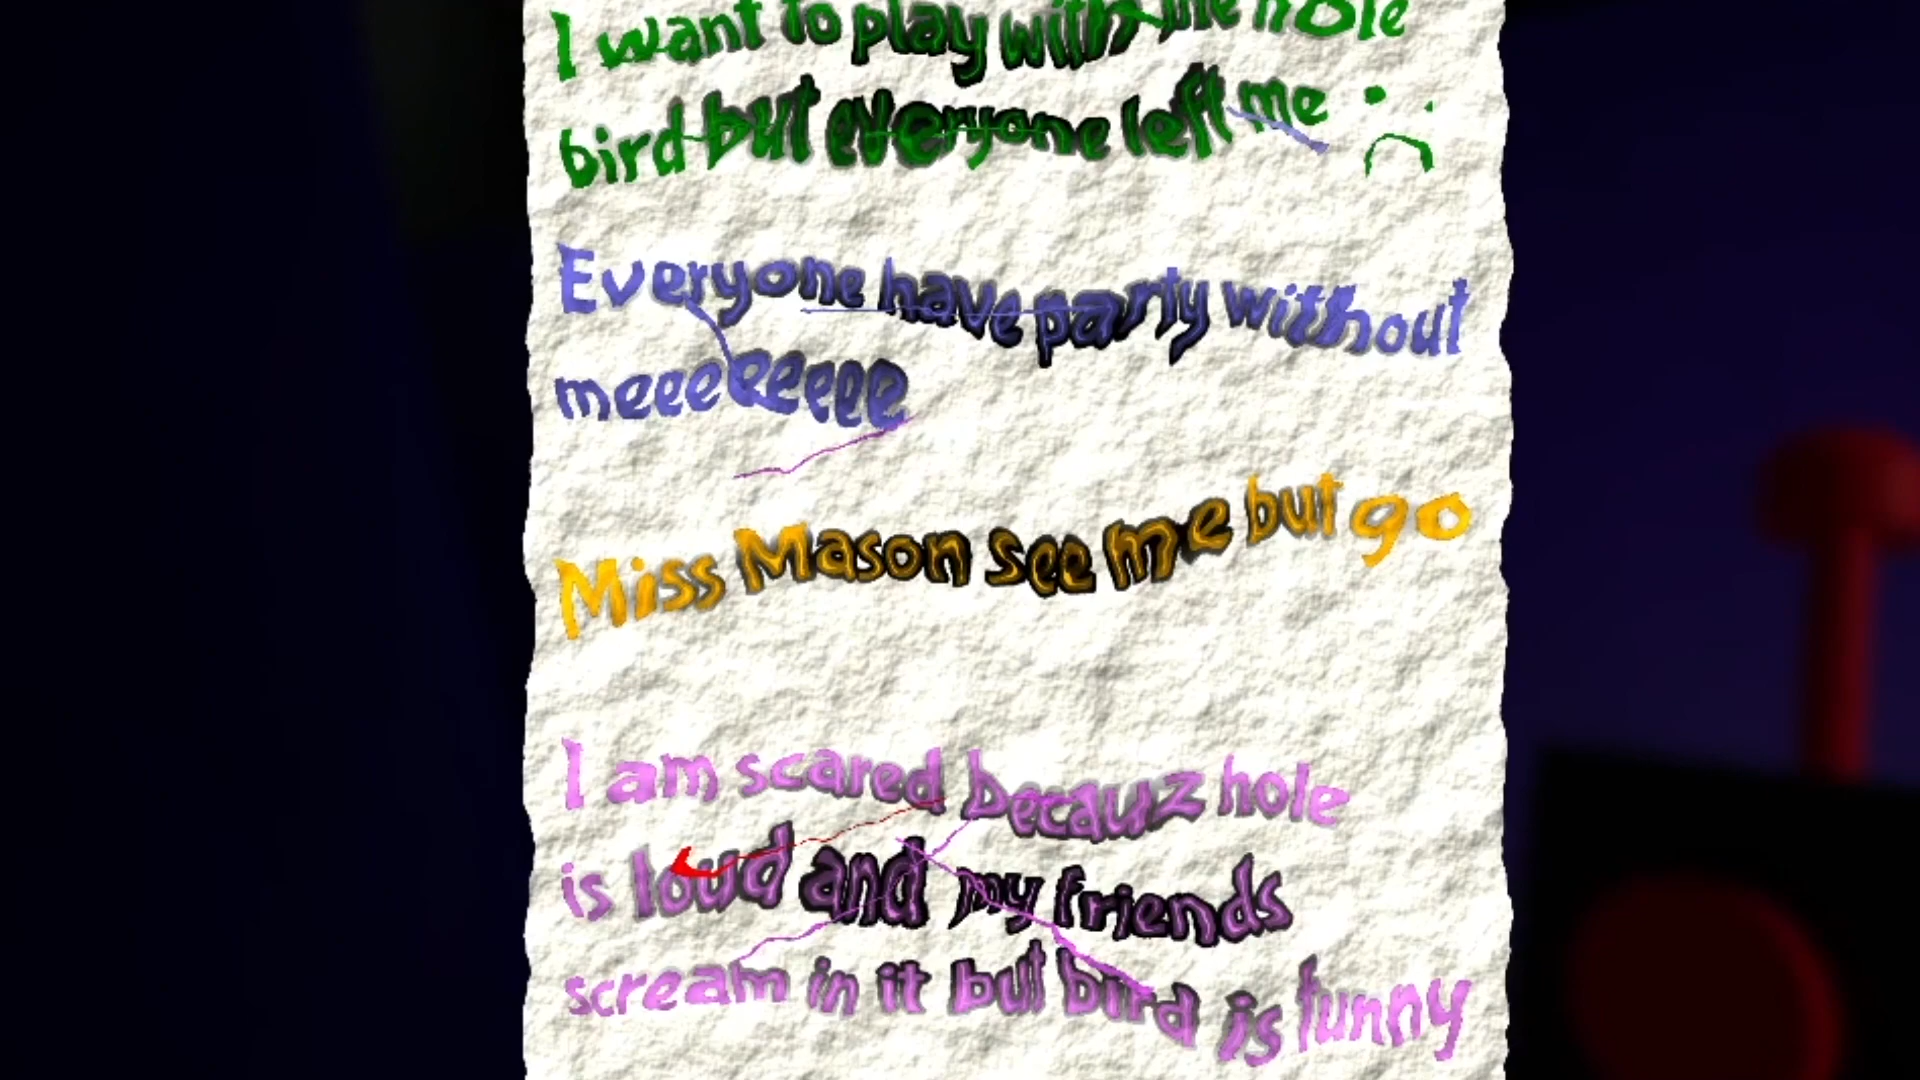 I want to play with the hole
bird but everyone left me :(
Everyone have party without
meeeeeeee
Miss Mason see me but go
I am scared becauz hole
is loud and my friends
scream in it but bird is funny